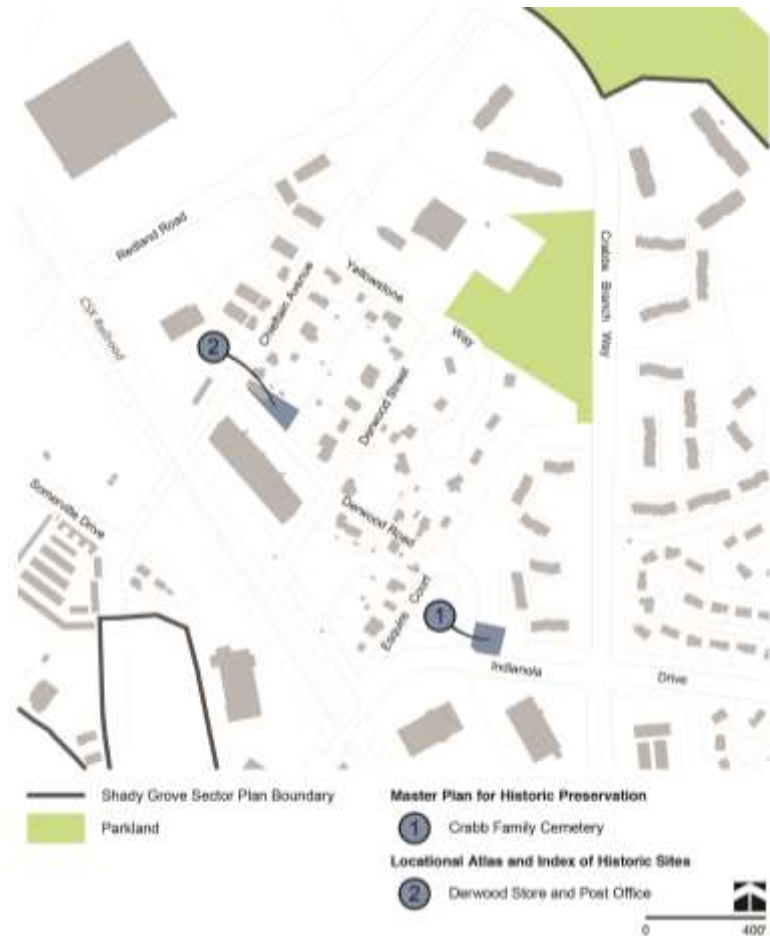 Redland Road
CSX Railroad
Chieftain Avenue
Yellowstone
Way
Crabbs Branch Way
2
Derwood Street
Somerville Drive
Derwood Road
Esquire Court
1
Indianola
Drive
Shady Grove Sector Plan Boundary
Parkland
Master Plan for Historic Preservation
1 Crabb Family Cemetery
Locational Atlas and Index of Historic Sites
2 Derwood Store and Post Office
0 400'